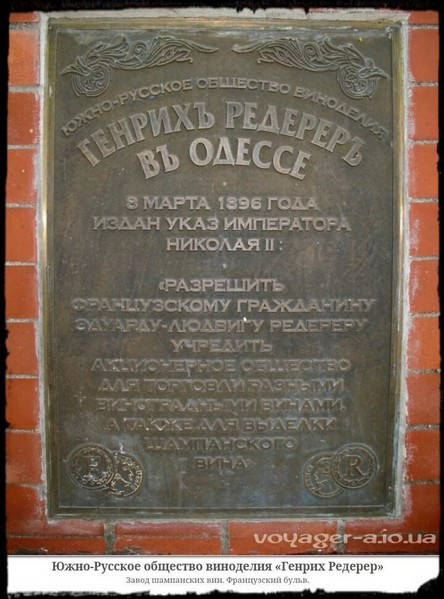 ЮЖНО-РУССКОЕ ОБЩЕСТВО ВИНОДЕЛИЯ
ГЕНРИХЪ РЕДЕРЕРЪ
ВЪ ОДЕССЕ
8 МАРТА 1896 ГОДА
ИЗДАН УКАЗ ИМПЕРАТОРА
НИКОЛАЯ II :
«РАЗРЕШИТЬ
ФРАНЦУЗСКОМУ ГРАЖДАНИНУ
ЭДУАРДУ-ЛЮДВИГУ РЕДЕРЕРУ
УЧРЕДИТЬ
АКЦИОНЕРНОЕ ОБЩЕСТВО
ДЛЯ ТОРГОВЛИ РАЗНЫМИ
ВИНОГРАДНЫМИ ВИНАМИ,
А ТАКЖЕ ДЛЯ ВЫДЕЛКИ
ШАМПАНСКОГО
ВИНА»
R
voyager-a.io.ua
Южно-Русское общество виноделия «Генрих Редерер»
Завод шампанских вин. Французский бульв.